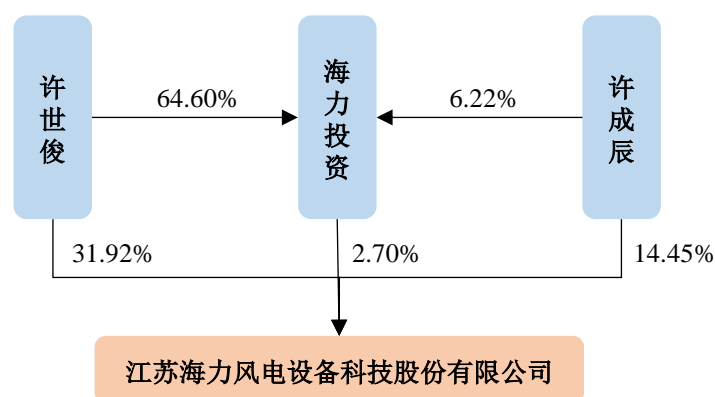 许世俊
海力投资
许成辰
64.60%
6.22%
31.92%
2.70%
14.45%
江苏海力风电设备科技股份有限公司